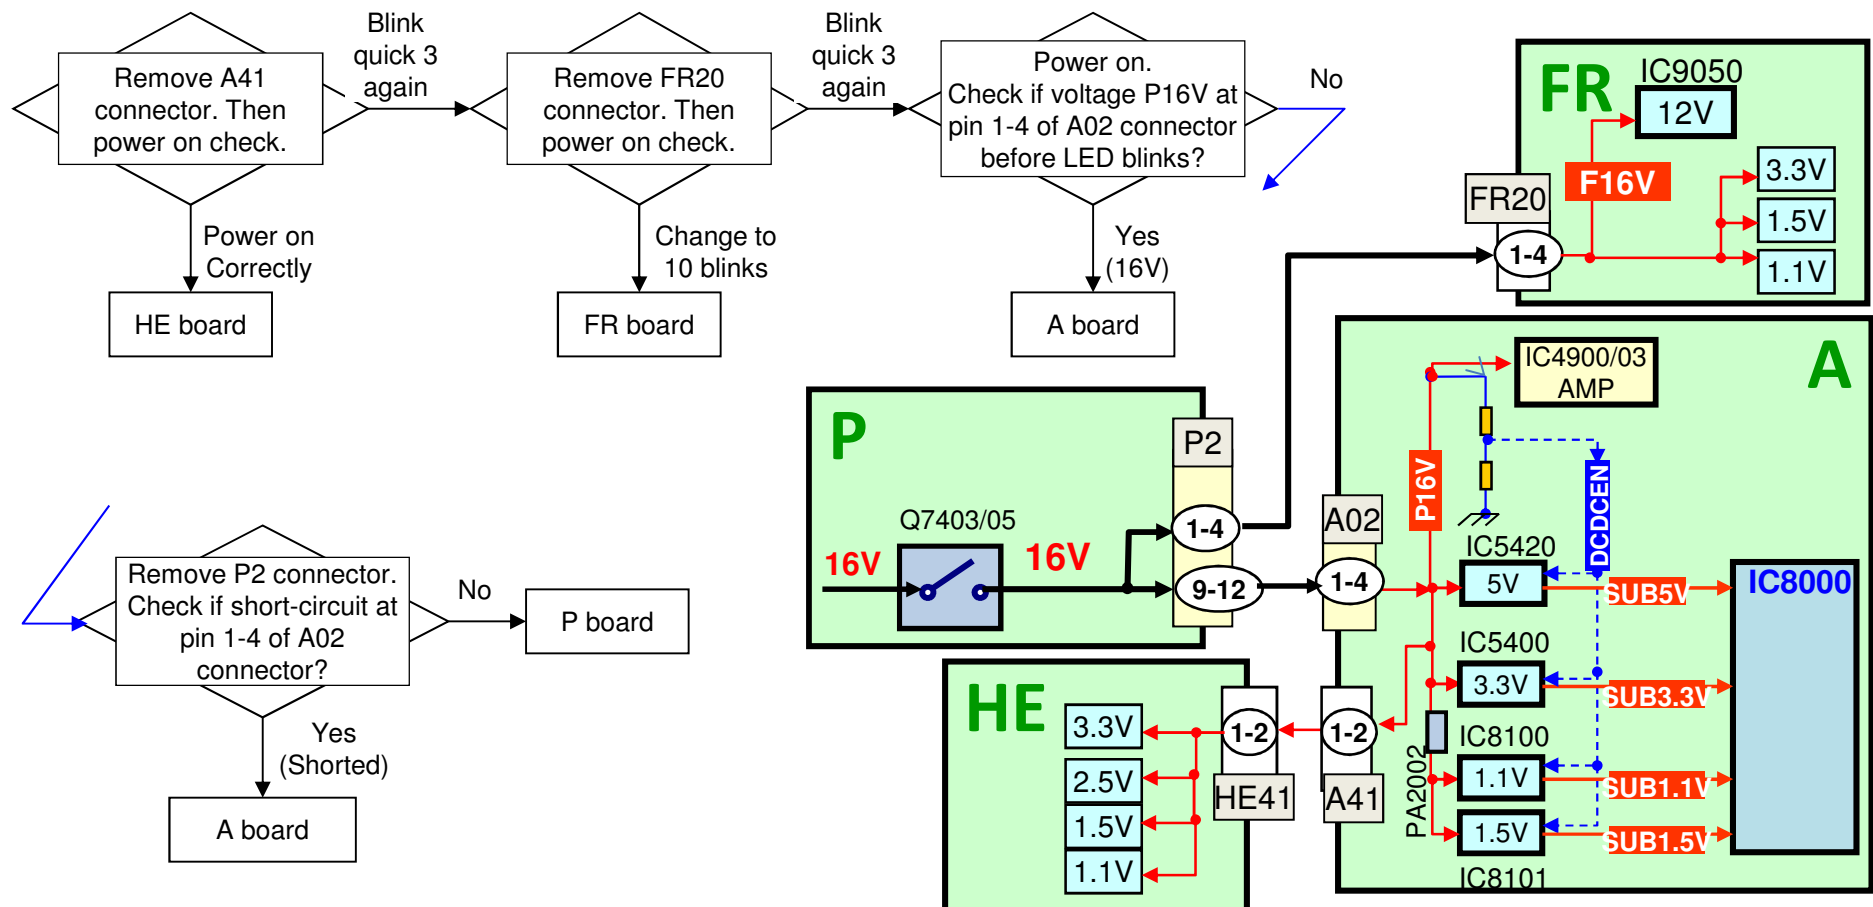 Remove A41
connector. Then
power on check.
Blink
quick 3
again
Remove FR20
connector. Then
power on check.
Blink
quick 3
again
Power on.
Check if voltage P16V at
pin 1-4 of A02 connector
before LED blinks?
No
Power on
Correctly
HE board
Change to
10 blinks
FR board
Yes
(16V)
A board
Remove P2 connector.
Check if short-circuit at
pin 1-4 of A02
connector?
No
P board
Yes
(Shorted)
A board
FR
IC9050
12V
F16V
3.3V
1.5V
1.1V
FR20
1-4
P
P2
Q7403/05
16V
16V
1-4
9-12
A
IC4900/03
AMP
P16V
DCDCEN
A02
1-4
IC5420
5V
SUB5V
IC8000
IC5400
3.3V
SUB3.3V
PA2002
IC8100
1.1V
SUB1.1V
1.5V
SUB1.5V
IC8101
HE
3.3V
2.5V
1.5V
1.1V
1-2
HE41
1-2
A41